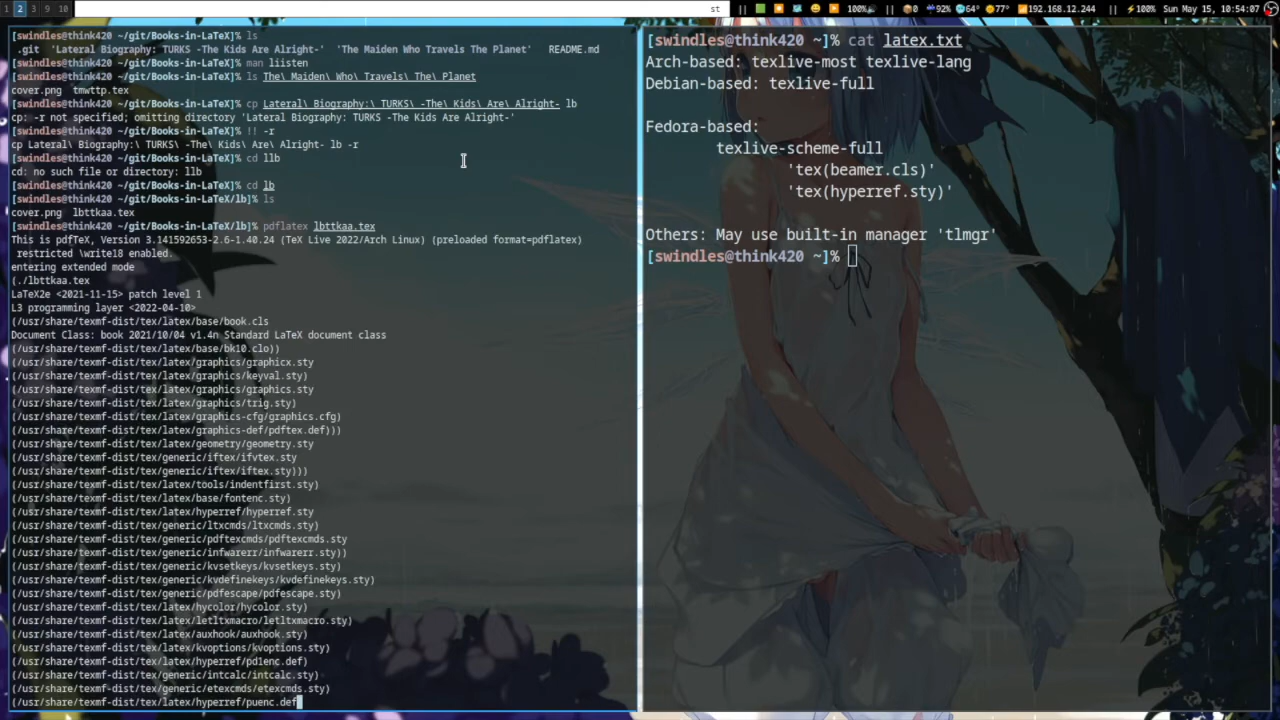 1 2 3 9 10 st || 100% || 0 92% 64° 77° 192.168.12.244 || 100% || Sun May 15, 10:54:07
[swindles@think420 ~/git/Books-in-LaTeX]% ls
.git 'Lateral Biography: TURKS -The Kids Are Alright-' 'The Maiden Who Travels The Planet' README.md
[swindles@think420 ~/git/Books-in-LaTeX]% man liisten
[swindles@think420 ~/git/Books-in-LaTeX]% ls The\ Maiden\ Who\ Travels\ The\ Planet
cover.png tmwttp.tex
[swindles@think420 ~/git/Books-in-LaTeX]% cp Lateral\ Biography:\ TURKS\ -The\ Kids\ Are\ Alright- lb
cp: -r not specified; omitting directory 'Lateral Biography: TURKS -The Kids Are Alright-'
[swindles@think420 ~/git/Books-in-LaTeX]% !! -r
cp Lateral\ Biography:\ TURKS\ -The\ Kids\ Are\ Alright- lb -r
[swindles@think420 ~/git/Books-in-LaTeX]% cd llb
cd: no such file or directory: llb
[swindles@think420 ~/git/Books-in-LaTeX]% cd lb
[swindles@think420 ~/git/Books-in-LaTeX/lb]% ls
cover.png lbttkaa.tex
[swindles@think420 ~/git/Books-in-LaTeX/lb]% pdflatex lbttkaa.tex
This is pdfTeX, Version 3.141592653-2.6-1.40.24 (TeX Live 2022/Arch Linux) (preloaded format=pdflatex)
restricted \write18 enabled.
entering extended mode
(./lbttkaa.tex
LaTeX2e <2021-11-15> patch level 1
L3 programming layer <2022-04-10>
(/usr/share/texmf-dist/tex/latex/base/book.cls
Document Class: book 2021/10/04 v1.4n Standard LaTeX document class
(/usr/share/texmf-dist/tex/latex/base/bk10.clo))
(/usr/share/texmf-dist/tex/latex/graphics/graphicx.sty
(/usr/share/texmf-dist/tex/latex/graphics/keyval.sty)
(/usr/share/texmf-dist/tex/latex/graphics/graphics.sty
(/usr/share/texmf-dist/tex/latex/graphics/trig.sty)
(/usr/share/texmf-dist/tex/latex/graphics-cfg/graphics.cfg)
(/usr/share/texmf-dist/tex/latex/graphics-def/pdftex.def)))
(/usr/share/texmf-dist/tex/latex/geometry/geometry.sty
(/usr/share/texmf-dist/tex/generic/iftex/ifvtex.sty
(/usr/share/texmf-dist/tex/generic/iftex/iftex.sty)))
(/usr/share/texmf-dist/tex/latex/tools/indentfirst.sty)
(/usr/share/texmf-dist/tex/latex/base/fontenc.sty)
(/usr/share/texmf-dist/tex/latex/hyperref/hyperref.sty
(/usr/share/texmf-dist/tex/generic/ltxcmds/ltxcmds.sty)
(/usr/share/texmf-dist/tex/generic/pdftexcmds/pdftexcmds.sty
(/usr/share/texmf-dist/tex/generic/infwarerr/infwarerr.sty))
(/usr/share/texmf-dist/tex/generic/kvsetkeys/kvsetkeys.sty)
(/usr/share/texmf-dist/tex/generic/kvdefinekeys/kvdefinekeys.sty)
(/usr/share/texmf-dist/tex/generic/pdfescape/pdfescape.sty)
(/usr/share/texmf-dist/tex/latex/hycolor/hycolor.sty)
(/usr/share/texmf-dist/tex/latex/letltxmacro/letltxmacro.sty)
(/usr/share/texmf-dist/tex/latex/auxhook/auxhook.sty)
(/usr/share/texmf-dist/tex/latex/kvoptions/kvoptions.sty)
(/usr/share/texmf-dist/tex/latex/hyperref/pd1enc.def)
(/usr/share/texmf-dist/tex/generic/intcalc/intcalc.sty)
(/usr/share/texmf-dist/tex/generic/etexcmds/etexcmds.sty)
(/usr/share/texmf-dist/tex/latex/hyperref/puenc.def
[swindles@think420 ~]% cat latex.txt
Arch-based: texlive-most texlive-lang
Debian-based: texlive-full
Fedora-based:
texlive-scheme-full
'tex(beamer.cls)'
'tex(hyperref.sty)'
Others: May use built-in manager 'tlmgr'
[swindles@think420 ~]%